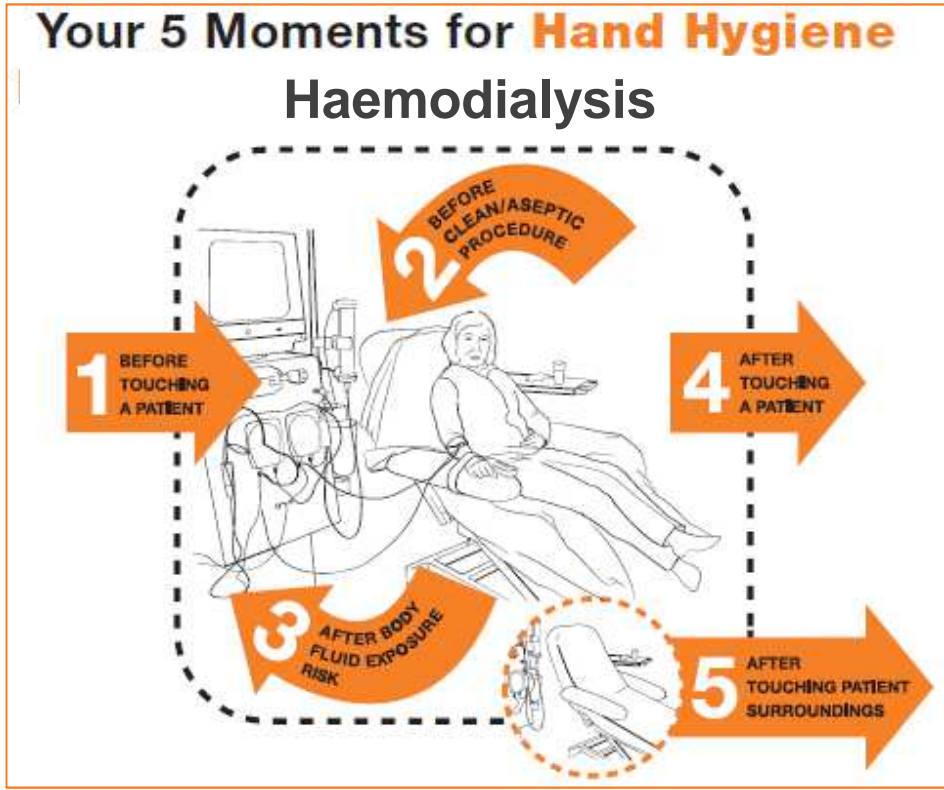 Your 5 Moments for Hand Hygiene
Haemodialysis
1
BEFORE
TOUCHING
A PATIENT
2
BEFORE
CLEAN/ASEPTIC
PROCEDURE
3
AFTER BODY
FLUID EXPOSURE
RISK
4
AFTER
TOUCHING
A PATIENT
5
AFTER
TOUCHING PATIENT
SURROUNDINGS